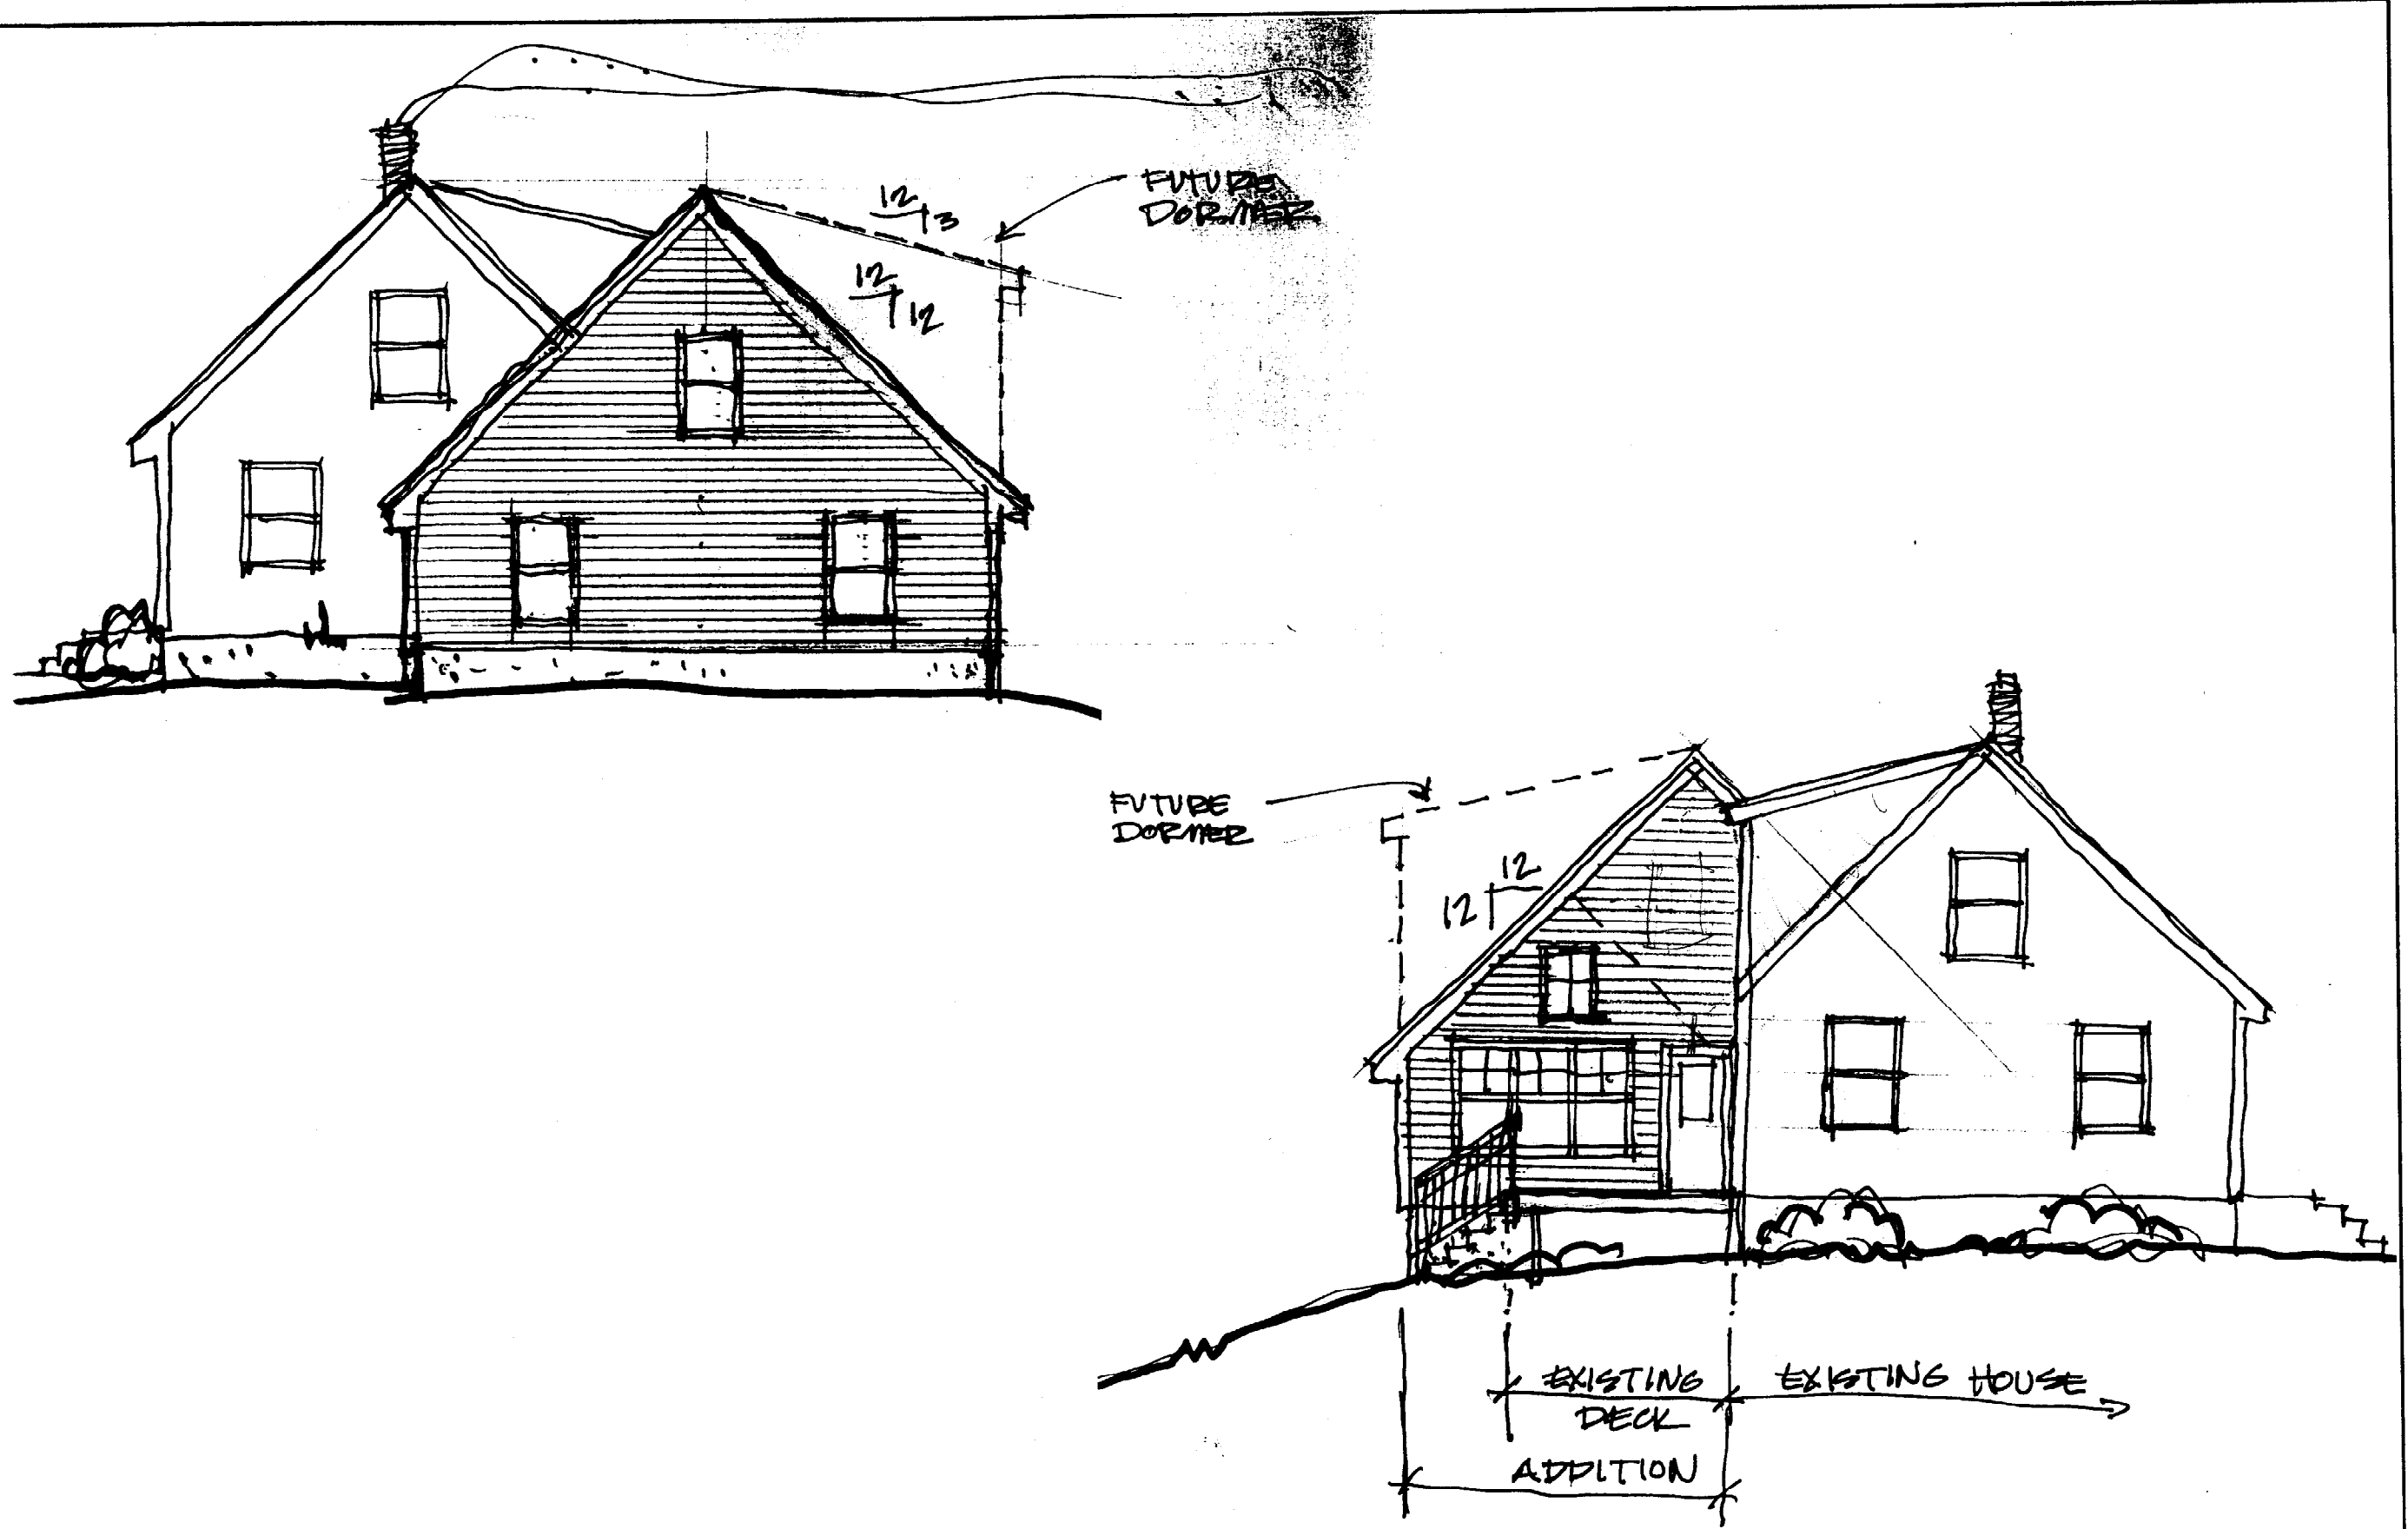 FUTURE
DORMER
12
3
12
12
FUTURE
DORMER
12
12
EXISTING
DECK
EXISTING HOUSE
ADDITION